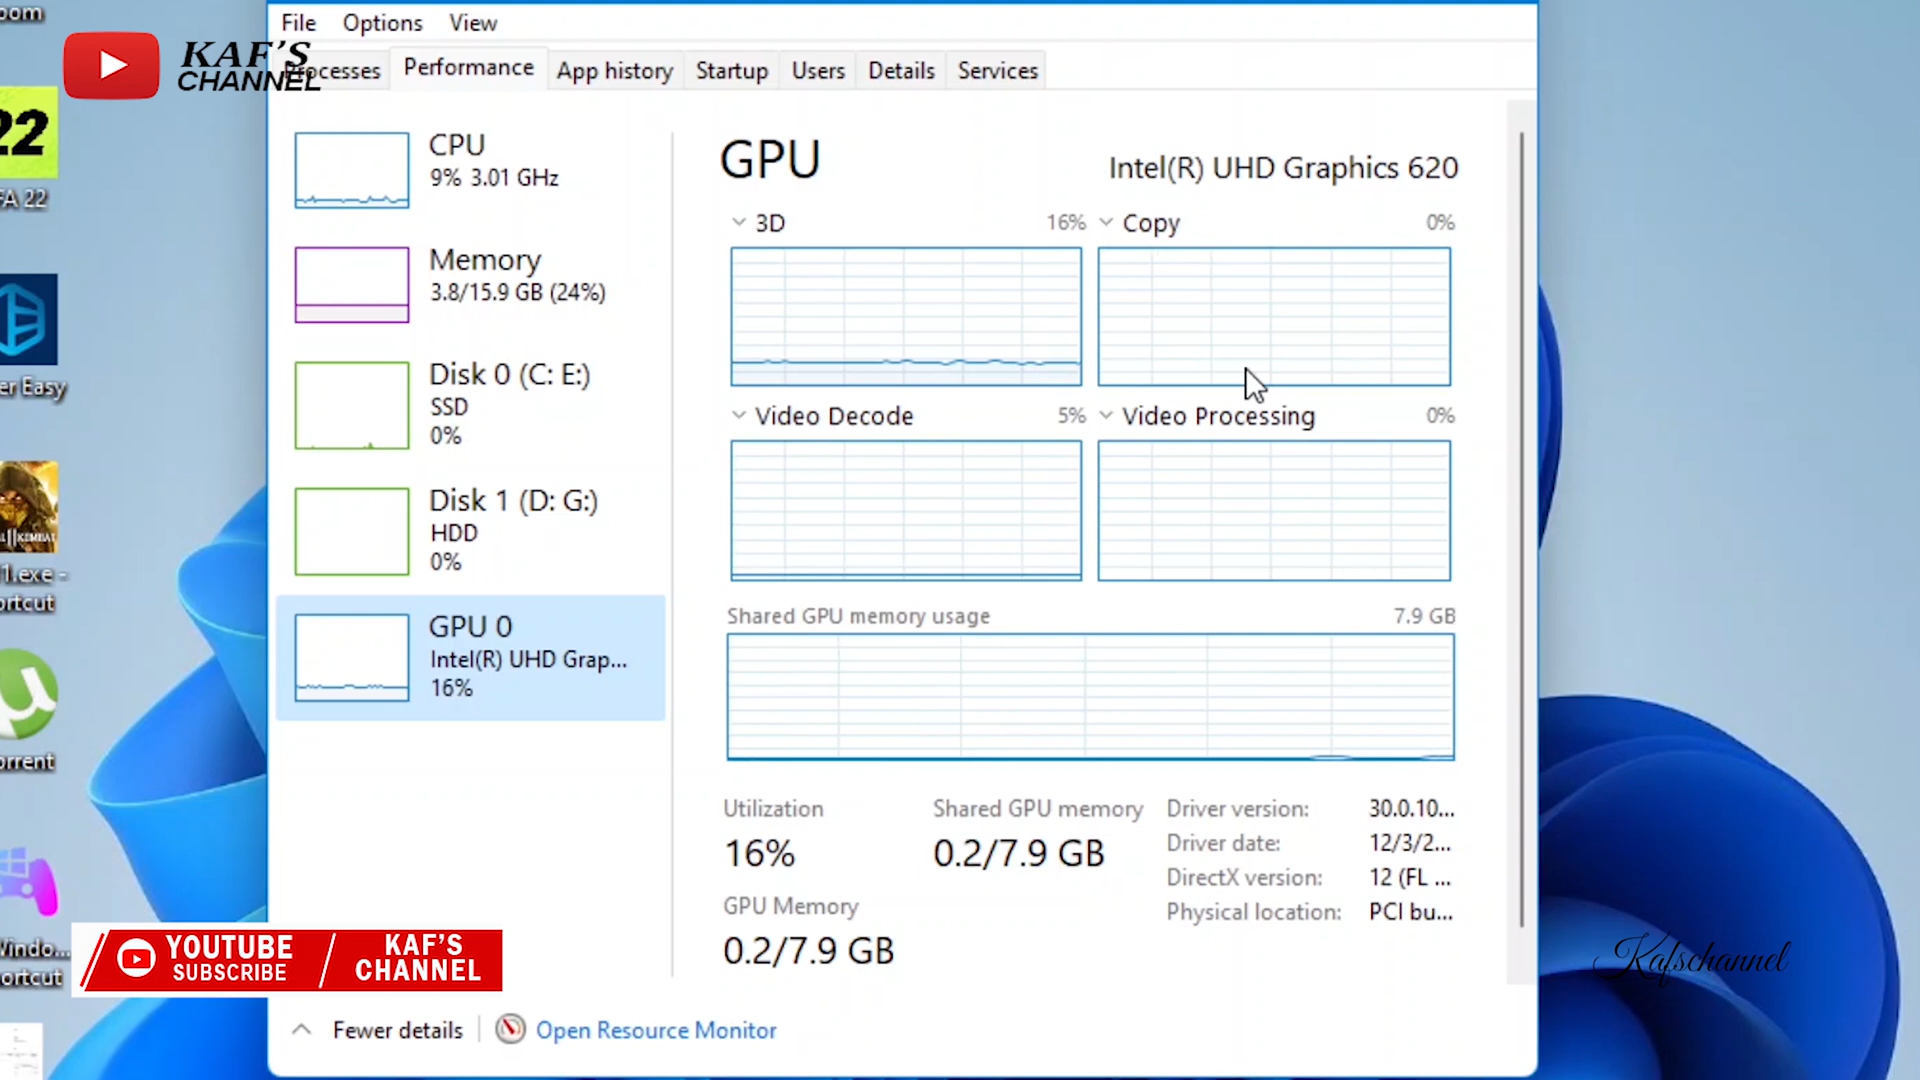 oom
File Options View
KAF'S
CHANNEL
Processes Performance App history Startup Users Details Services
22
FA 22
er Easy
KOMBAT
1.exe -
ortcut
orrent
Windo...
ortcut
CPU
9% 3.01 GHz
Memory
3.8/15.9 GB (24%)
Disk 0 (C: E:)
SSD
0%
Disk 1 (D: G:)
HDD
0%
GPU 0
Intel(R) UHD Grap...
16%
GPU Intel(R) UHD Graphics 620
3D 16% Copy 0%
Video Decode 5% Video Processing 0%
Shared GPU memory usage 7.9 GB
Utilization
16%
Shared GPU memory
0.2/7.9 GB
GPU Memory
0.2/7.9 GB
Driver version: 30.0.10...
Driver date: 12/3/2...
DirectX version: 12 (FL ...
Physical location: PCI bu...
YOUTUBE
SUBSCRIBE
KAF'S
CHANNEL
Kafschannel
Fewer details Open Resource Monitor